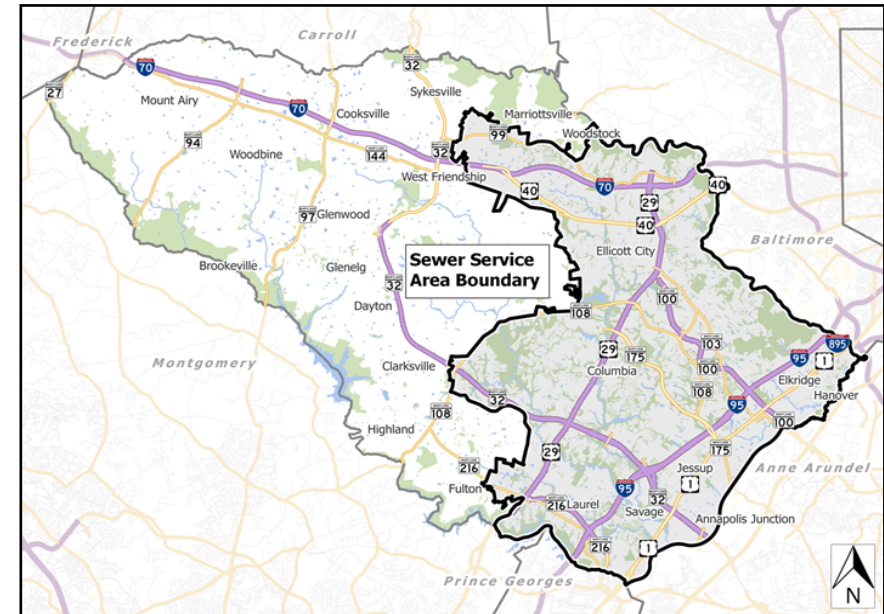 Frederick
Carroll
70
32
27
Mount Airy
70
Sykesville
Cooksville
Marriottsville
94
99
Woodstock
Woodbine
144
32
West Friendship
40
70
40
29
97
Glenwood
40
Ellicott City
Baltimore
Brookeville
Glenelg
Sewer Service
Area Boundary
32
Dayton
108
100
29
175
103
95
895
1
Montgomery
Clarksville
Columbia
100
Elkridge
108
Hanover
32
95
108
100
Highland
29
175
216
Jessup
Anne Arundel
Fulton
95
1
216
Laurel
32
Savage
Annapolis Junction
216
1
Prince Georges
N